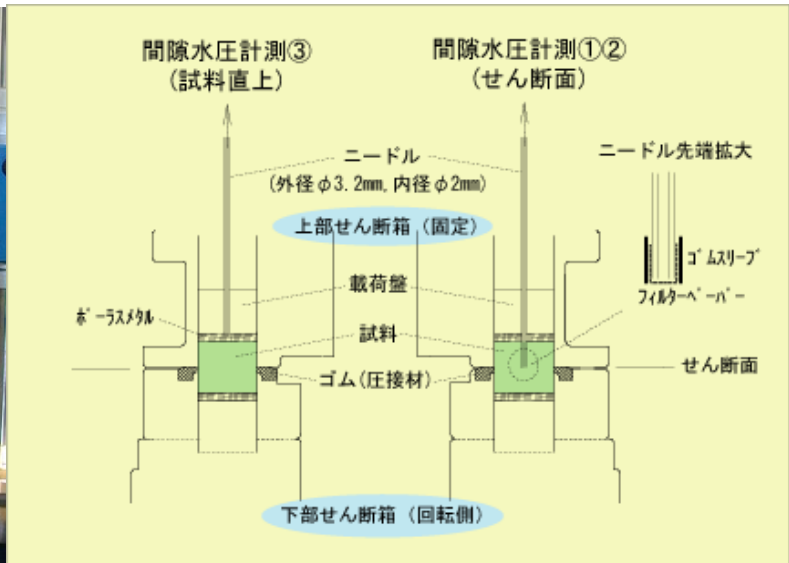 間隙水圧計測③
(試料直上)
間隙水圧計測①②
(せん断面)
ニードル
(外径φ3.2mm,内径φ2mm)
ニードル先端拡大
上部せん断箱(固定)
ゴムスリーブ
フィルターペーパー
載荷盤
ポーラスメタル
試料
せん断面
ゴム(圧接材)
下部せん断箱(回転側)